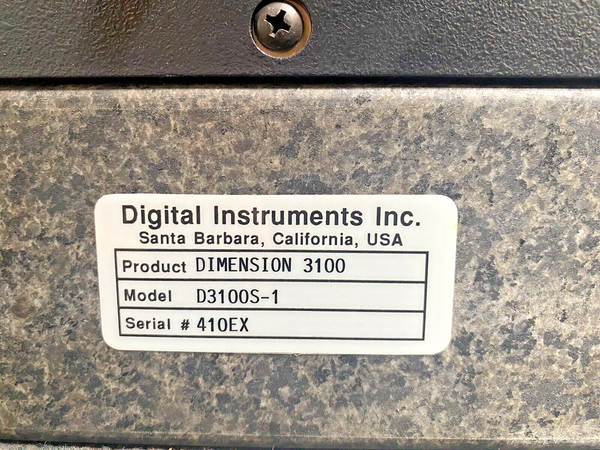 Digital Instruments Inc.
Santa Barbara, California, USA
Product DIMENSION 3100
Model D3100S-1
Serial # 410EX